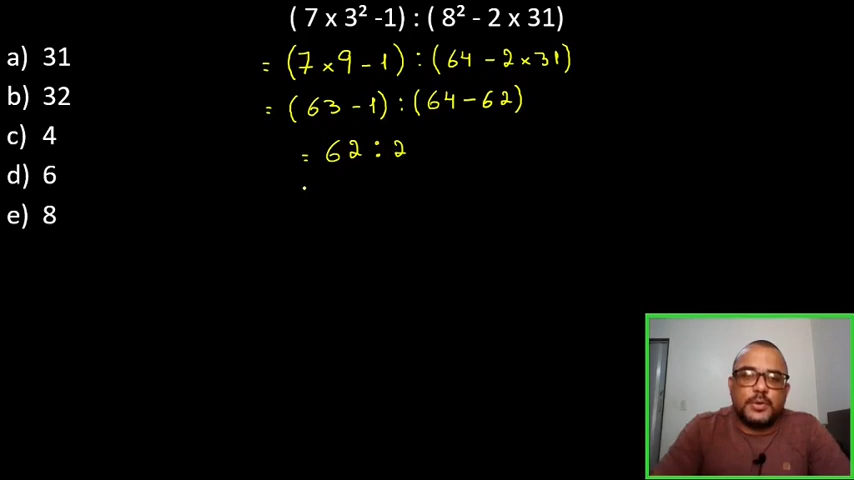 ( 7 x 3² -1) : ( 8² - 2 x 31)
a) 31
b) 32
c) 4
d) 6
e) 8
= (7 x 9 - 1) : (64 - 2 x 31)
= (63 - 1) : (64 - 62)
= 62 : 2